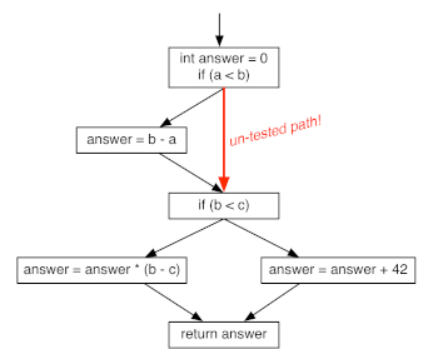 int answer = 0
if (a < b)
un-tested path!
answer = b - a
if (b < c)
answer = answer * (b - c)
answer = answer + 42
return answer